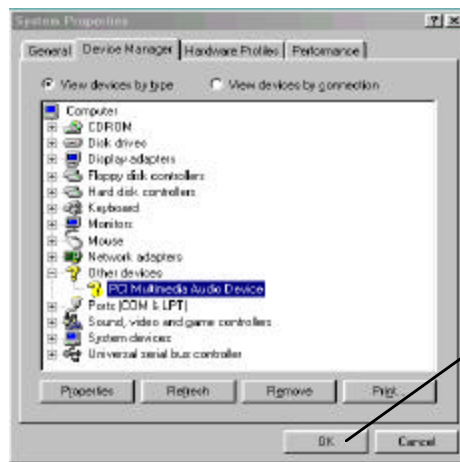 System Properties
General Device Manager Hardware Profiles Performance
View devices by type View devices by connection
Computer
CDROM
Disk drives
Display adapters
Floppy disk controllers
Hard disk controllers
Keyboard
Monitors
Mouse
Network adapters
Other devices
PCI Multimedia Audio Device
Ports (COM & LPT)
Sound, video and game controllers
System devices
Universal serial bus controller
Properties Refresh Remove Print...
OK Cancel